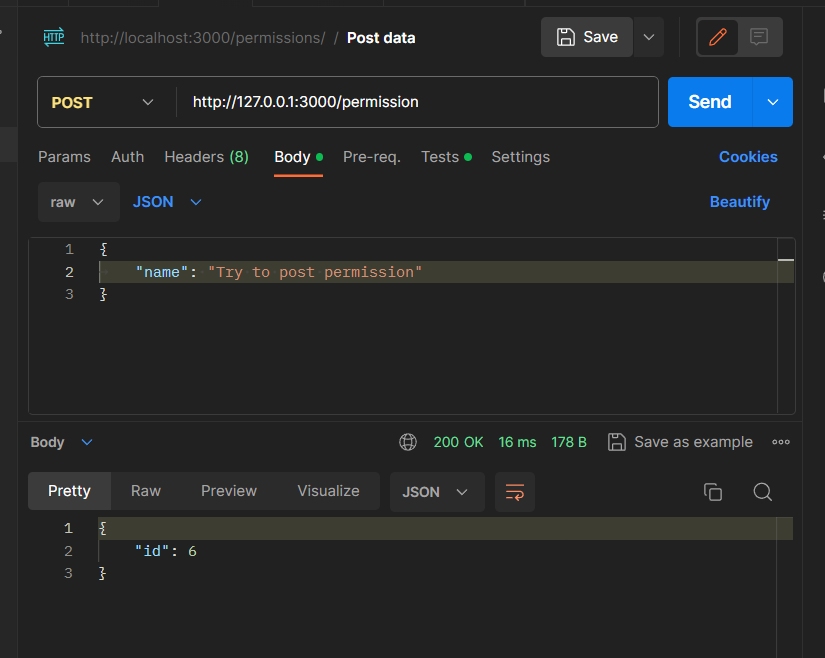 HTTP http://localhost:3000/permissions/ / Post data Save
POST http://127.0.0.1:3000/permission Send
Params Auth Headers (8) Body Pre-req. Tests Settings Cookies
raw JSON Beautify
1 {
2 "name": "Try to post permission"
3 }
Body 200 OK 16 ms 178 B Save as example
Pretty Raw Preview Visualize JSON
1 {
2 "id": 6
3 }